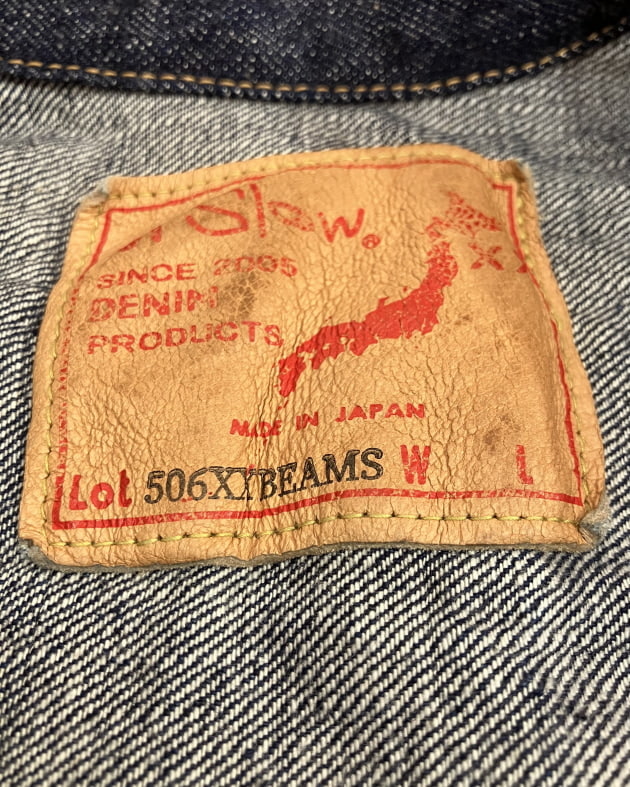 SINCE 2005
DENIM
PRODUCTS
MADE IN JAPAN
Lot 506XXBEAMS W L